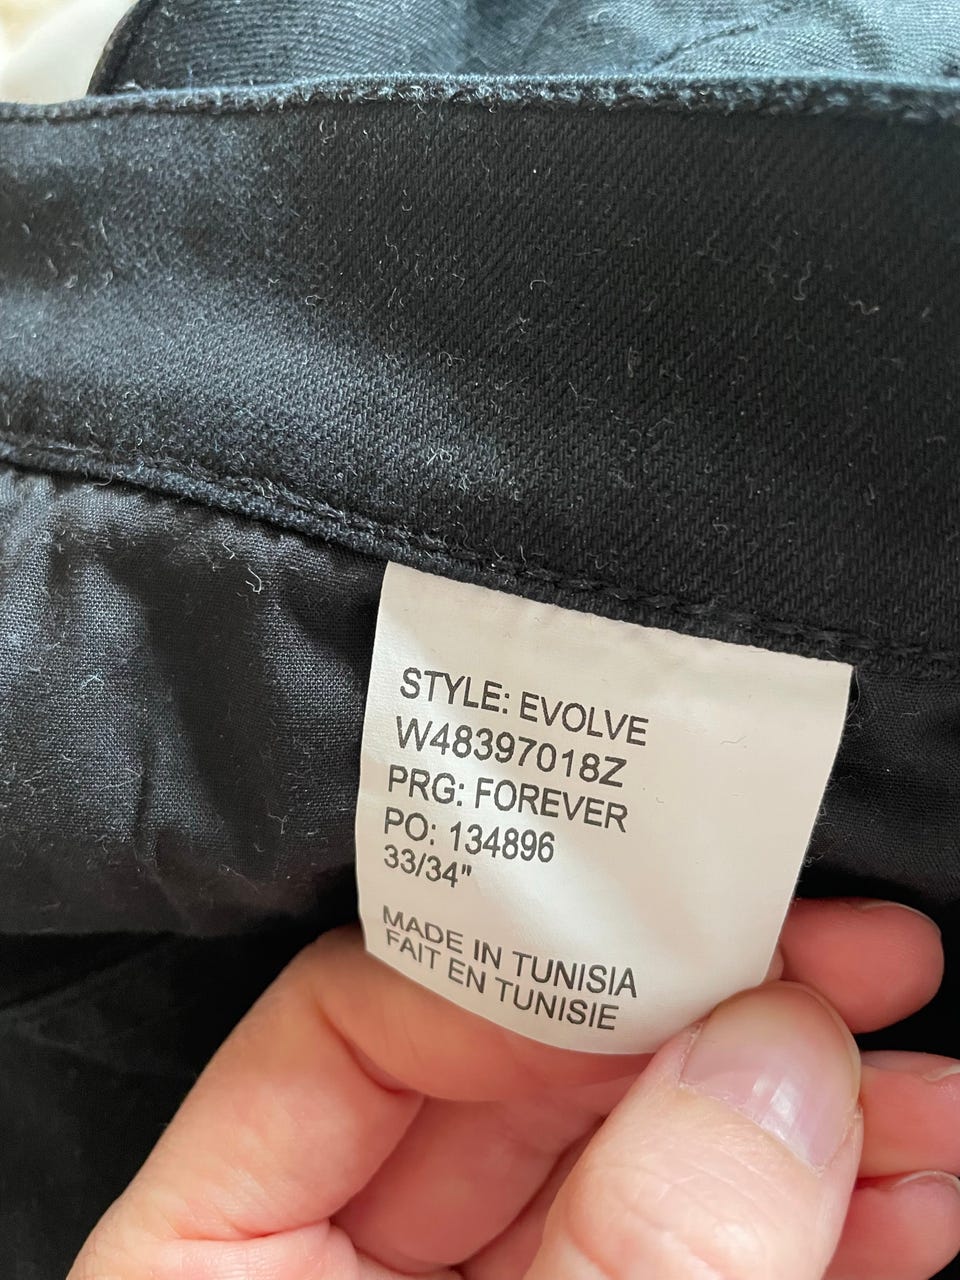 STYLE: EVOLVE
W48397018Z
PRG: FOREVER
PO: 134896
33/34"
MADE IN TUNISIA
FAIT EN TUNISIE